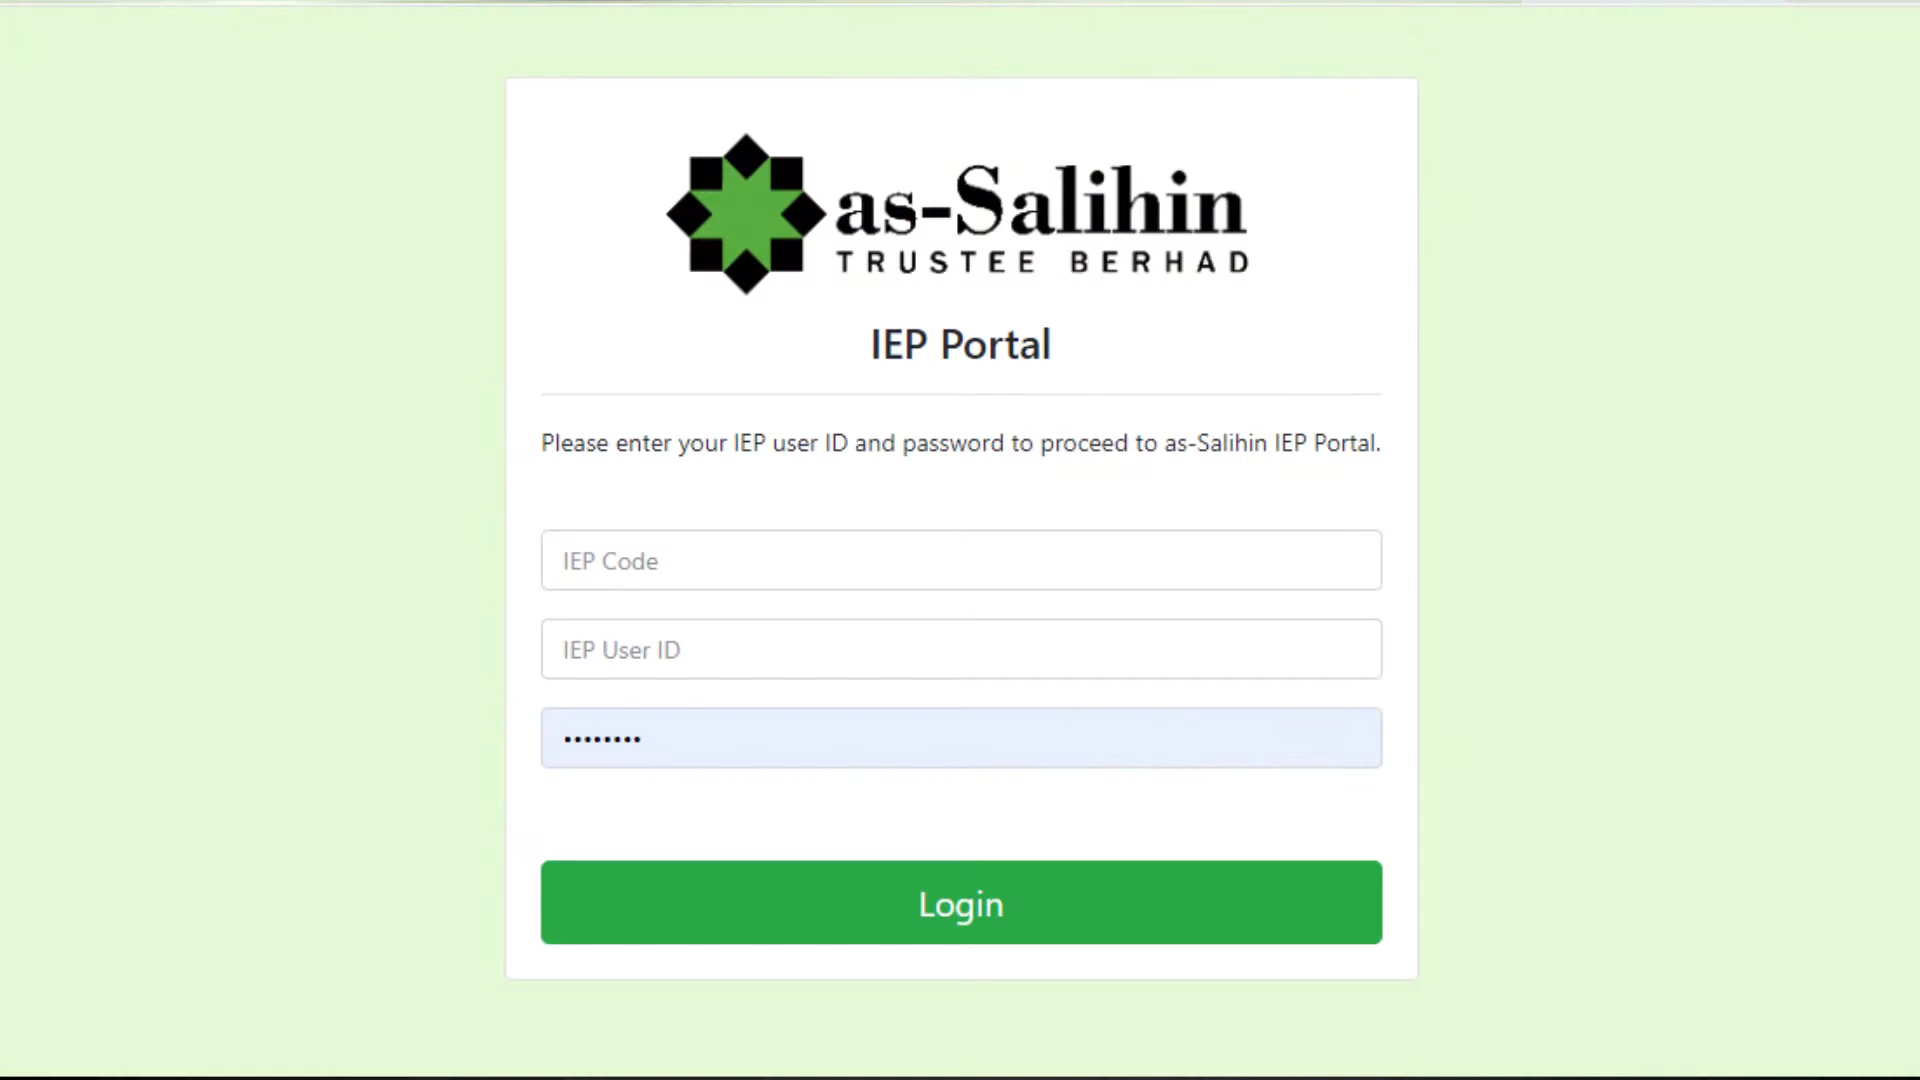 as-Salihin
TRUSTEE BERHAD
IEP Portal
Please enter your IEP user ID and password to proceed to as-Salihin IEP Portal.
IEP Code
IEP User ID
••••••••
Login